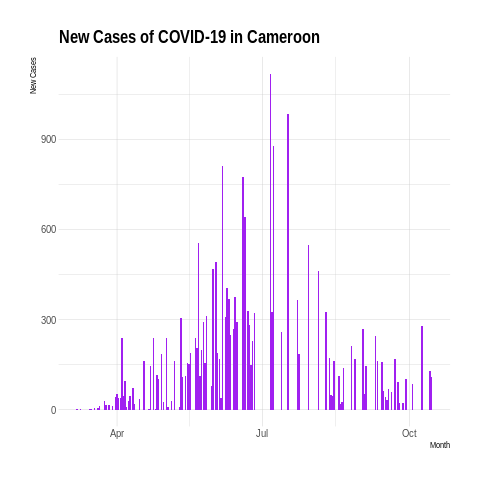 New Cases of COVID-19 in Cameroon
New Cases
900
600
300
0
Apr
Jul
Oct
Month